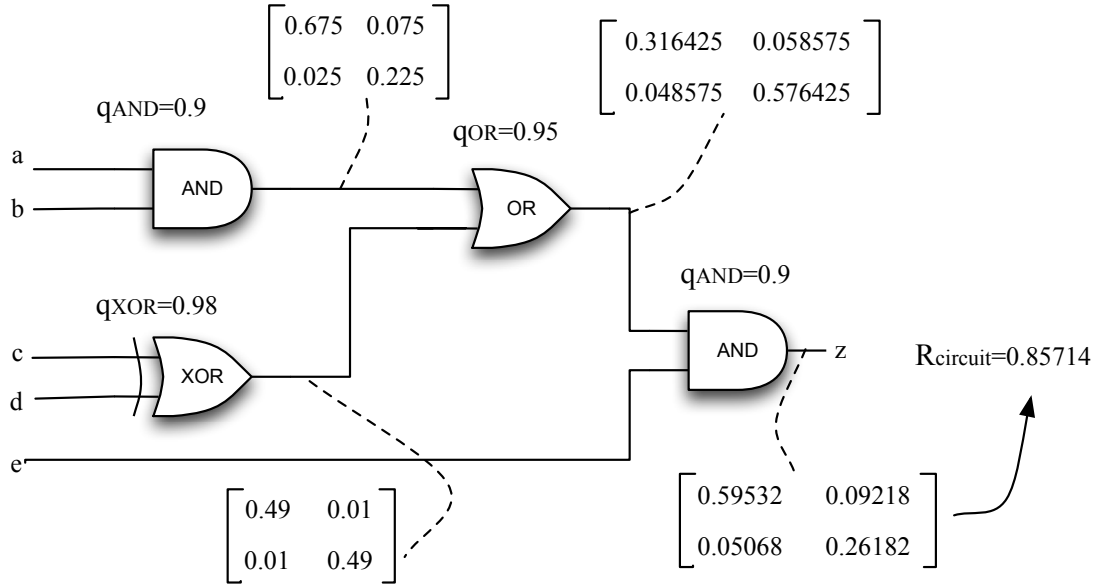 0.675 0.075
0.025 0.225
0.316425 0.058575
0.048575 0.576425
qAND=0.9
qOR=0.95
a
AND
b
OR
qAND=0.9
qXOR=0.98
c
XOR
d
AND
z
Rcircuit=0.85714
e
0.49 0.01
0.01 0.49
0.59532 0.09218
0.05068 0.26182